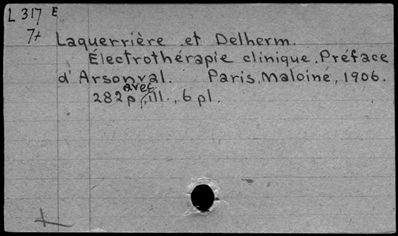 L 317 E
7+
Laquerrière et Delherm.
Électrothérapie clinique. Préface
d'Arsonval. Paris, Maloine, 1906.
avec
282 p., ill., 6 pl.